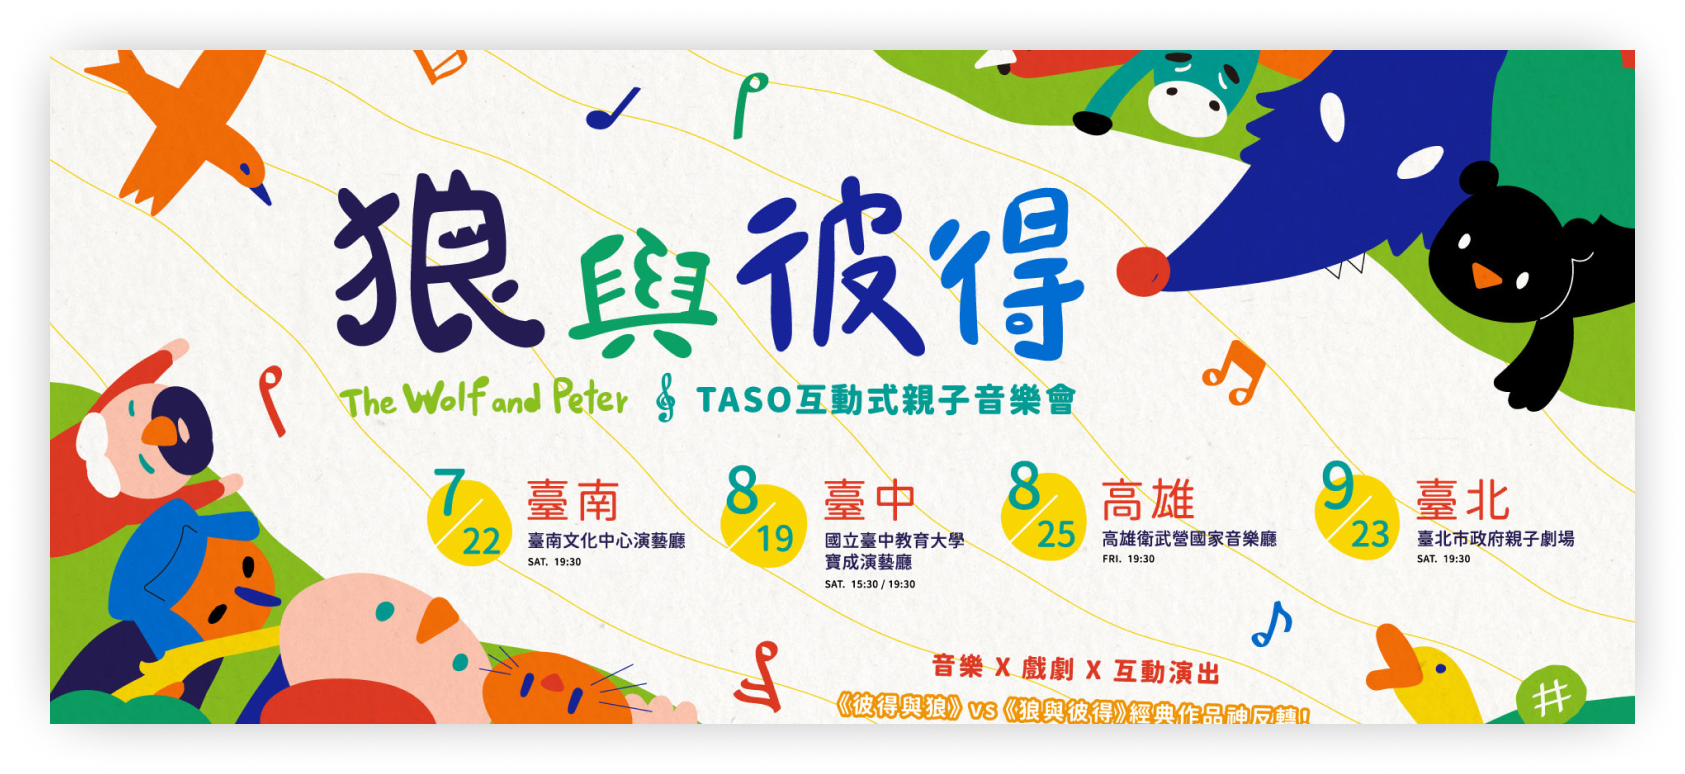 狼與彼得
The Wolf and Peter TASO互動式親子音樂會
7/22 臺南
臺南文化中心演藝廳
SAT. 19:30
8/19 臺中
國立臺中教育大學
寶成演藝廳
SAT. 15:30 / 19:30
8/25 高雄
高雄衛武營國家音樂廳
FRI. 19:30
9/23 臺北
臺北市政府親子劇場
SAT. 19:30
音樂 X 戲劇 X 互動演出
《彼得與狼》vs《狼與彼得》經典作品神反轉!